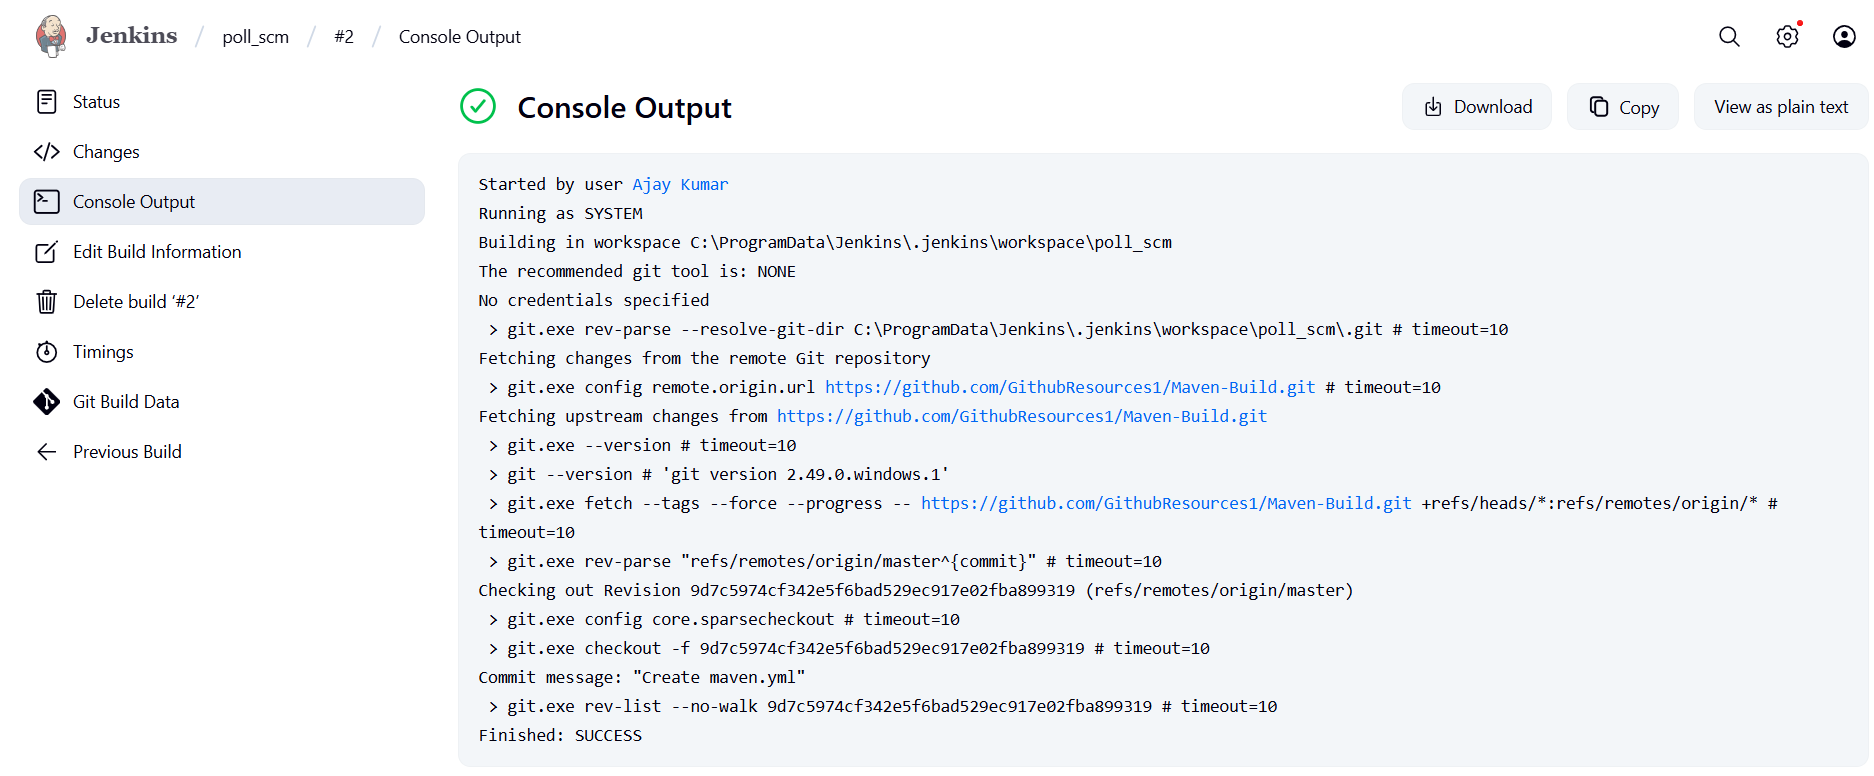 Jenkins / poll_scm / #2 / Console Output
Status
Changes
Console Output
Edit Build Information
Delete build ‘#2’
Timings
Git Build Data
Previous Build
Console Output
Download
Copy
View as plain text
Started by user Ajay Kumar
Running as SYSTEM
Building in workspace C:\ProgramData\Jenkins\.jenkins\workspace\poll_scm
The recommended git tool is: NONE
No credentials specified
 > git.exe rev-parse --resolve-git-dir C:\ProgramData\Jenkins\.jenkins\workspace\poll_scm\.git # timeout=10
Fetching changes from the remote Git repository
 > git.exe config remote.origin.url https://github.com/GithubResources1/Maven-Build.git # timeout=10
Fetching upstream changes from https://github.com/GithubResources1/Maven-Build.git
 > git.exe --version # timeout=10
 > git --version # 'git version 2.49.0.windows.1'
 > git.exe fetch --tags --force --progress -- https://github.com/GithubResources1/Maven-Build.git +refs/heads/*:refs/remotes/origin/* #
timeout=10
 > git.exe rev-parse "refs/remotes/origin/master^{commit}" # timeout=10
Checking out Revision 9d7c5974cf342e5f6bad529ec917e02fba899319 (refs/remotes/origin/master)
 > git.exe config core.sparsecheckout # timeout=10
 > git.exe checkout -f 9d7c5974cf342e5f6bad529ec917e02fba899319 # timeout=10
Commit message: "Create maven.yml"
 > git.exe rev-list --no-walk 9d7c5974cf342e5f6bad529ec917e02fba899319 # timeout=10
Finished: SUCCESS